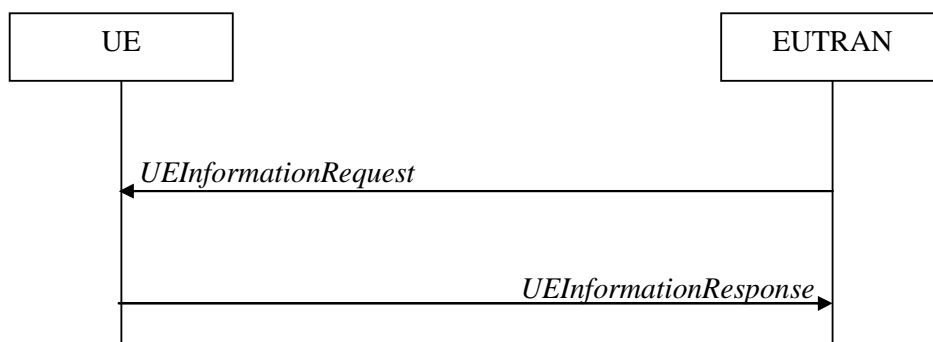 UE
EUTRAN
UEInformationRequest
UEInformationResponse